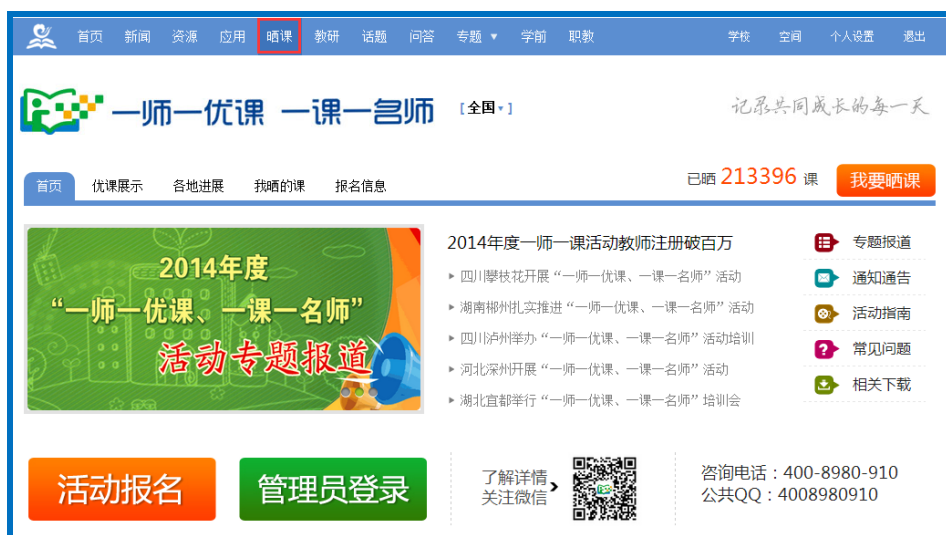 首页 新闻 资源 应用 晒课 教研 话题 问答 专题 ▼ 学前 职教 学校 空间 个人设置 退出
一师一优课 一课一名师 [全国▼] 记录共同成长的每一天
首页 优课展示 各地进展 我晒的课 报名信息 已晒 213396 课 我要晒课
2014年度
“一师一优课、一课一名师”
活动专题报道
2014年度一师一课活动教师注册破百万
四川攀枝花开展“一师一优课、一课一名师”活动
湖南郴州扎实推进“一师一优课、一课一名师”活动
四川泸州举办“一师一优课、一课一名师”活动培训
河北深州开展“一师一优课、一课一名师”活动
湖北宜都举行“一师一优课、一课一名师”培训会
专题报道
通知通告
活动指南
常见问题
相关下载
活动报名 管理员登录
了解详情
关注微信
咨询电话：400-8980-910
公共QQ：4008980910